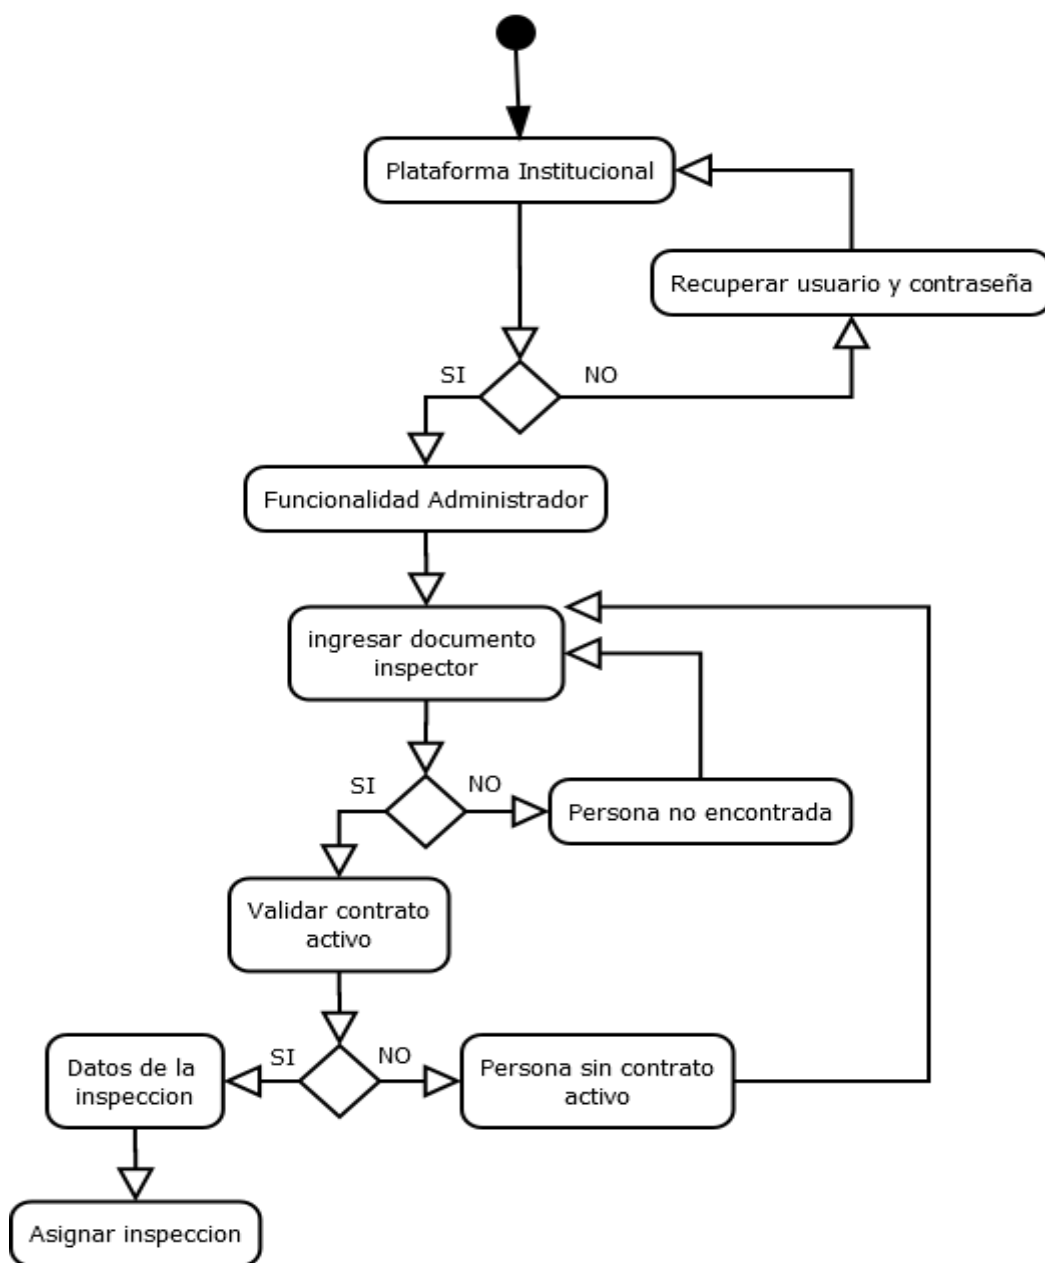 Plataforma Institucional
Recuperar usuario y contraseña
SI
NO
Funcionalidad Administrador
ingresar documento
inspector
SI
NO
Persona no encontrada
Validar contrato
activo
Datos de la
inspeccion
SI
NO
Persona sin contrato
activo
Asignar inspeccion